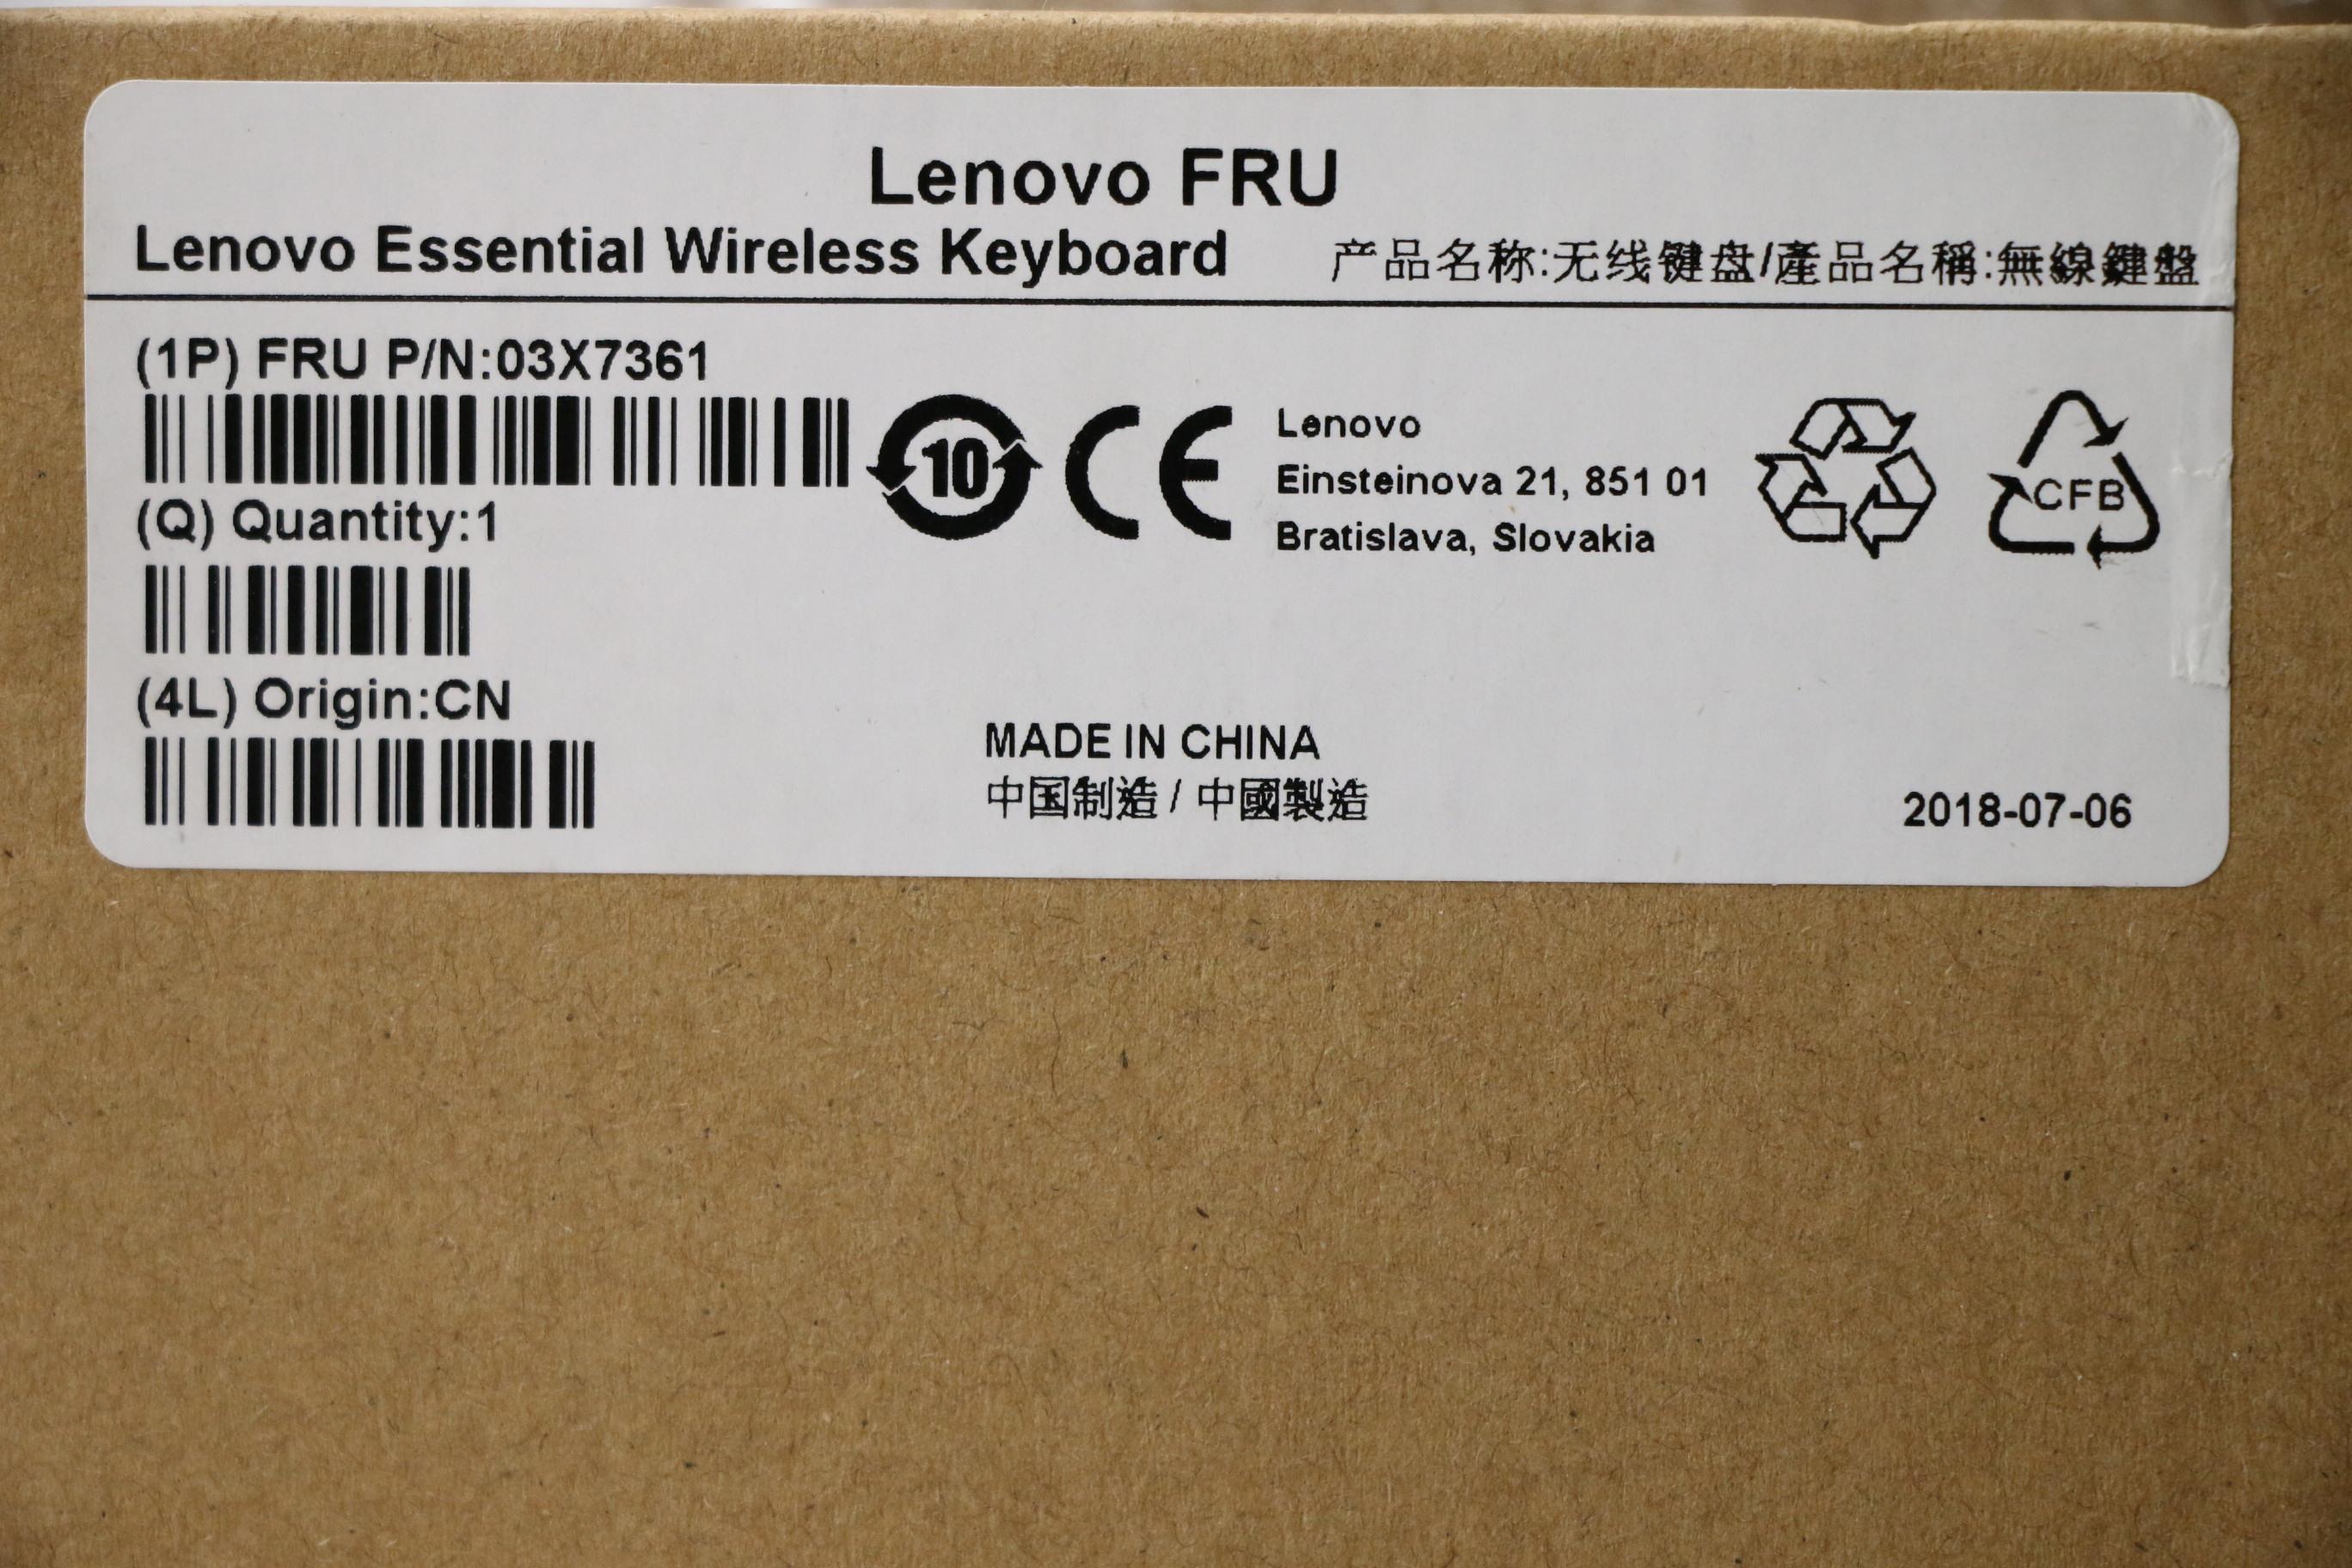 Lenovo FRU
Lenovo Essential Wireless Keyboard 产品名称:无线键盘/產品名稱:無線鍵盤
(1P) FRU P/N:03X7361
10 CE
Lenovo
Einsteinova 21, 851 01
Bratislava, Slovakia
CFB
(Q) Quantity:1
(4L) Origin:CN
MADE IN CHINA
中国制造 / 中國製造
2018-07-06